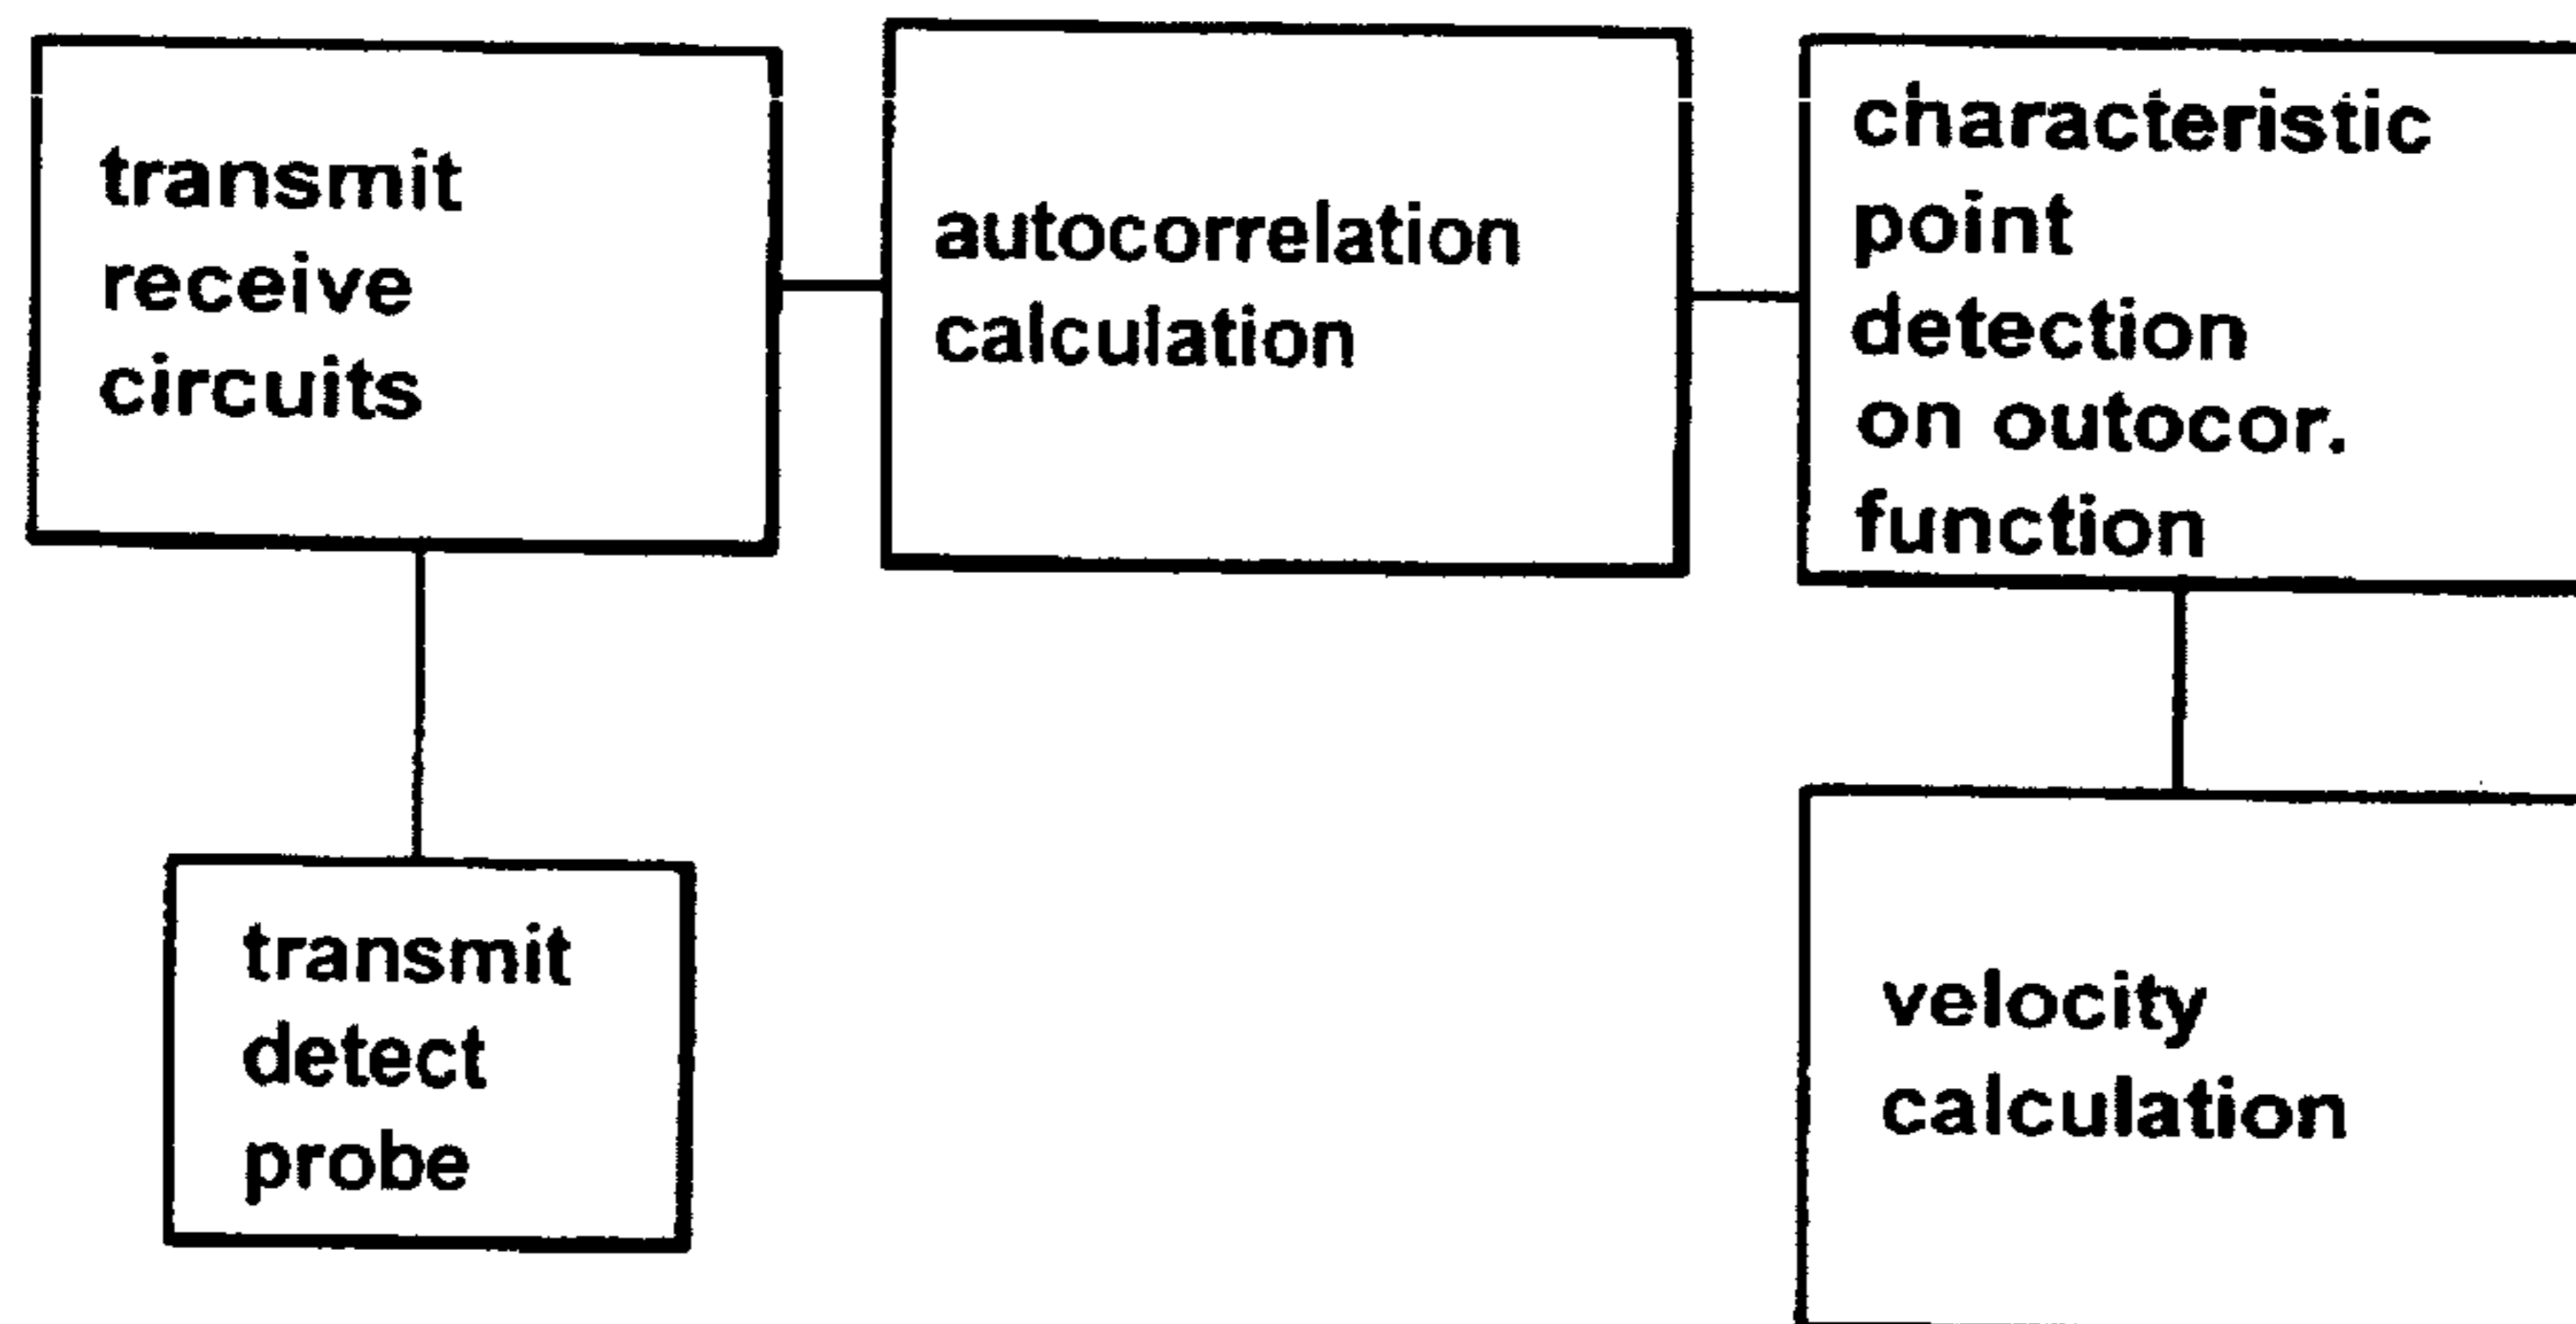 transmit
receive
circuits
autocorrelation
calculation
characteristic
point
detection
on outocor.
function
transmit
detect
probe
velocity
calculation